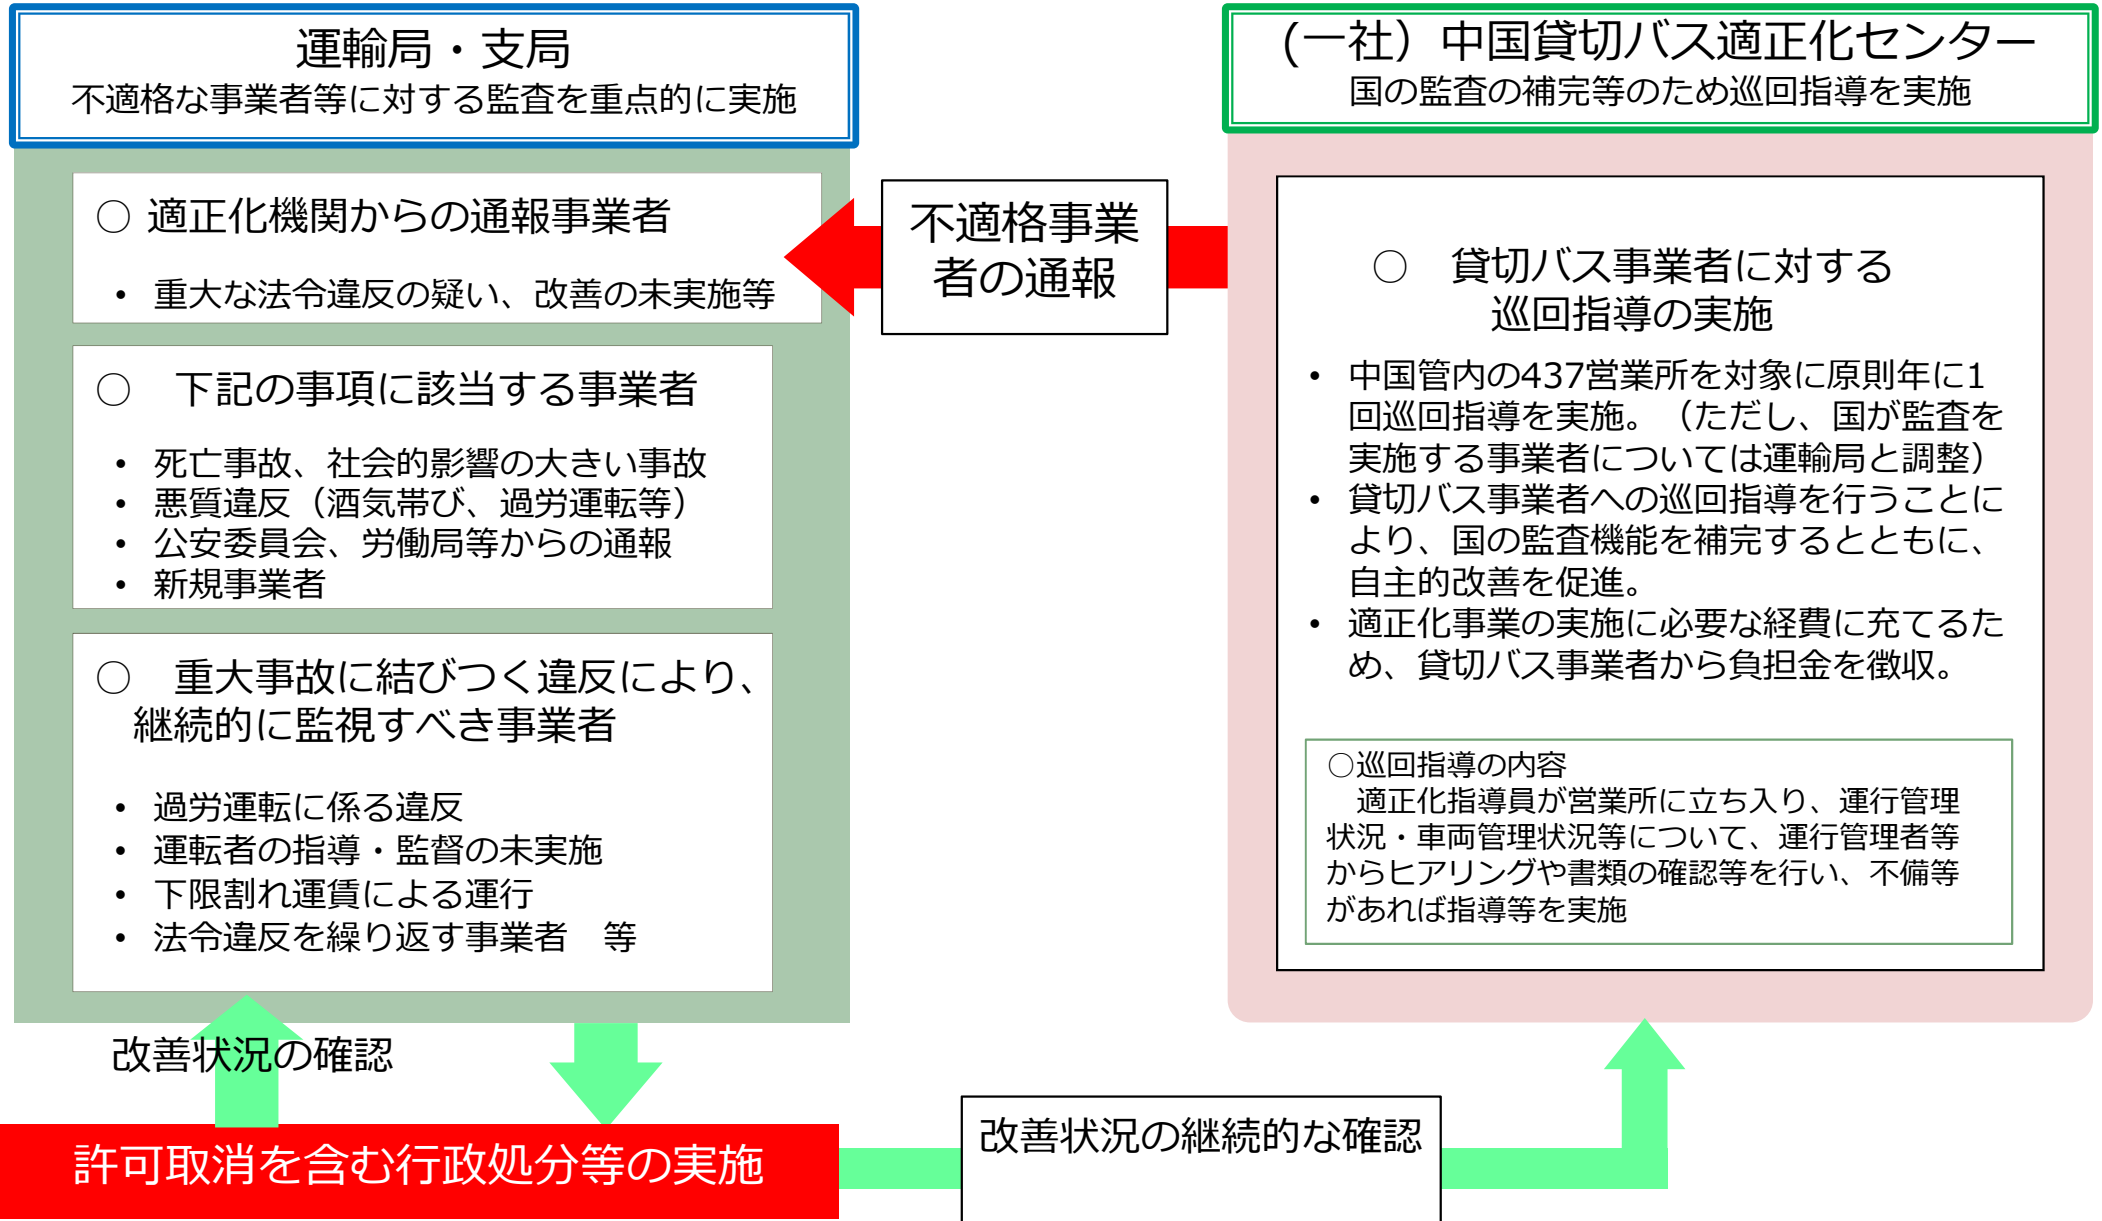 運輸局・支局
不適格な事業者等に対する監査を重点的に実施
○ 適正化機関からの通報事業者
• 重大な法令違反の疑い、改善の未実施等
○　下記の事項に該当する事業者
• 死亡事故、社会的影響の大きい事故
• 悪質違反（酒気帯び、過労運転等）
• 公安委員会、労働局等からの通報
• 新規事業者
○　重大事故に結びつく違反により、
継続的に監視すべき事業者
• 過労運転に係る違反
• 運転者の指導・監督の未実施
• 下限割れ運賃による運行
• 法令違反を繰り返す事業者　等
不適格事業
者の通報
(一社）中国貸切バス適正化センター
国の監査の補完等のため巡回指導を実施
○　貸切バス事業者に対する
巡回指導の実施
• 中国管内の437営業所を対象に原則年に1
回巡回指導を実施。（ただし、国が監査を
実施する事業者については運輸局と調整）
• 貸切バス事業者への巡回指導を行うことに
より、国の監査機能を補完するとともに、
自主的改善を促進。
• 適正化事業の実施に必要な経費に充てるた
め、貸切バス事業者から負担金を徴収。
○巡回指導の内容
適正化指導員が営業所に立ち入り、運行管理
状況・車両管理状況等について、運行管理者等
からヒアリングや書類の確認等を行い、不備等
があれば指導等を実施
改善状況の確認
許可取消を含む行政処分等の実施
改善状況の継続的な確認